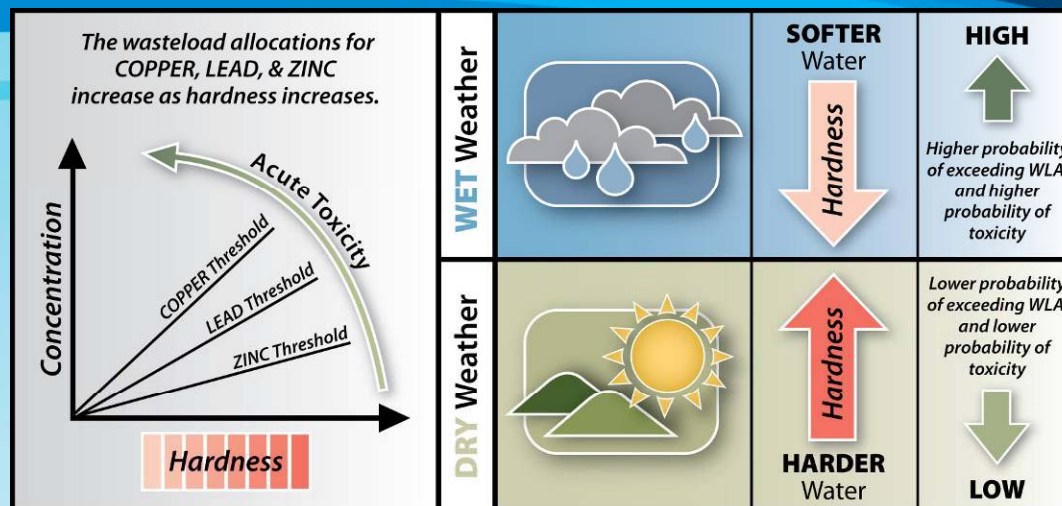 The wasteload allocations for
COPPER, LEAD, & ZINC
increase as hardness increases.
Acute Toxicity
COPPER Threshold
LEAD Threshold
ZINC Threshold
Concentration
Hardness
WET Weather
SOFTER
Water
Hardness
HIGH
Higher probability
of exceeding WLA
and higher
probability of
toxicity
DRY Weather
Hardness
HARDER
Water
Lower probability
of exceeding WLA
and lower
probability of
toxicity
LOW